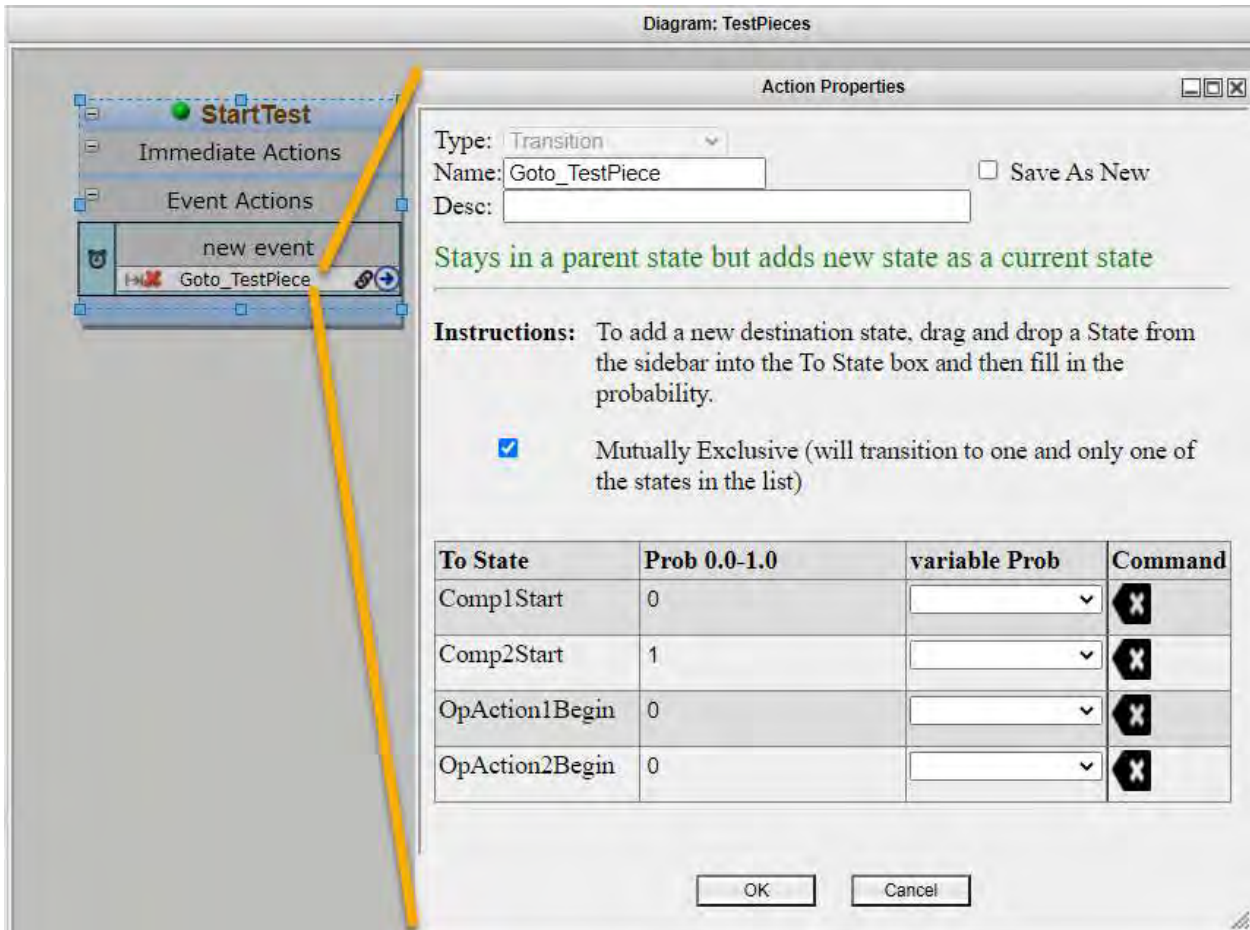 Diagram: TestPieces
StartTest
Immediate Actions
Event Actions
new event
Goto_TestPiece
Action Properties
Type: Transition
Name: Goto_TestPiece Save As New
Desc:
Stays in a parent state but adds new state as a current state
Instructions: To add a new destination state, drag and drop a State from
the sidebar into the To State box and then fill in the
probability.
Mutually Exclusive (will transition to one and only one of
the states in the list)
To State Prob 0.0-1.0 variable Prob Command
Comp1Start 0
Comp2Start 1
OpAction1Begin 0
OpAction2Begin 0
OK Cancel